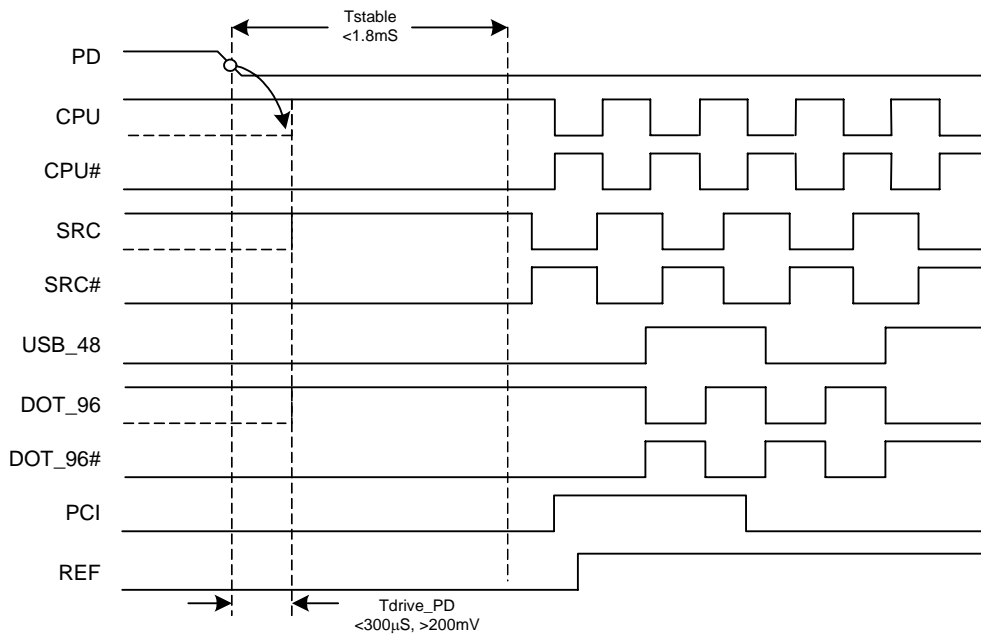 Tstable
<1.8mS
PD
CPU
CPU#
SRC
SRC#
USB_48
DOT_96
DOT_96#
PCI
REF
Tdrive_PD
<300μS, >200mV